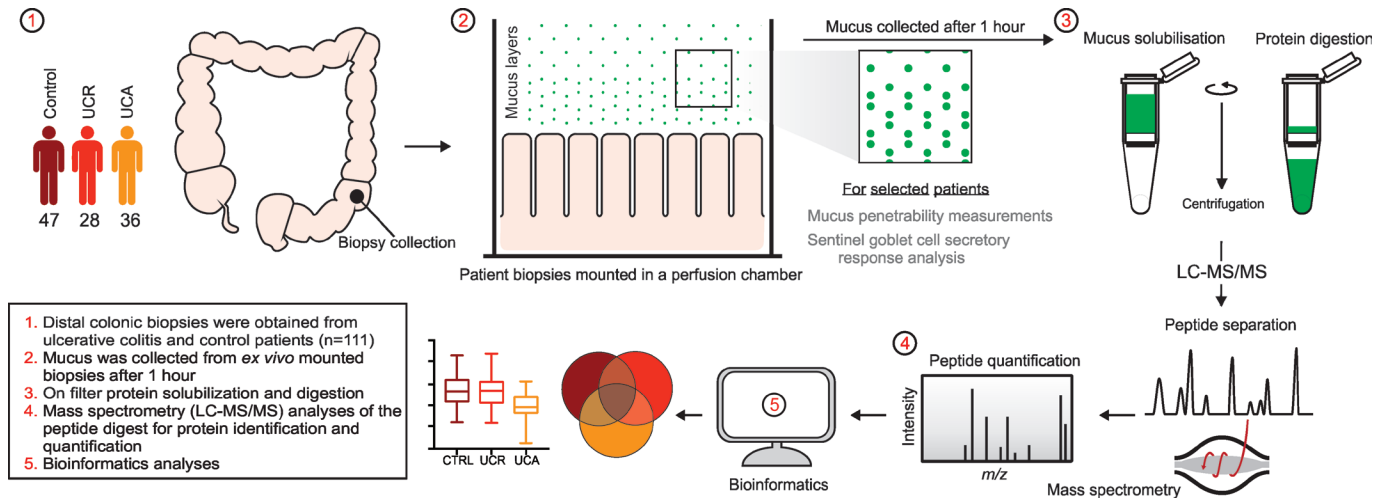 1
Control
UCR
UCA
47
28
36
Biopsy collection
2
Mucus layers
Patient biopsies mounted in a perfusion chamber
Mucus collected after 1 hour
For selected patients
Mucus penetrability measurements
Sentinel goblet cell secretory
response analysis
3
Mucus solubilisation
Protein digestion
Centrifugation
LC-MS/MS
Peptide separation
Mass spectrometry
4
Peptide quantification
Intensity
m/z
5
Bioinformatics
CTRL
UCR
UCA
1. Distal colonic biopsies were obtained from
ulcerative colitis and control patients (n=111)
2. Mucus was collected from ex vivo mounted
biopsies after 1 hour
3. On filter protein solubilization and digestion
4. Mass spectrometry (LC-MS/MS) analyses of the
peptide digest for protein identification and
quantification
5. Bioinformatics analyses